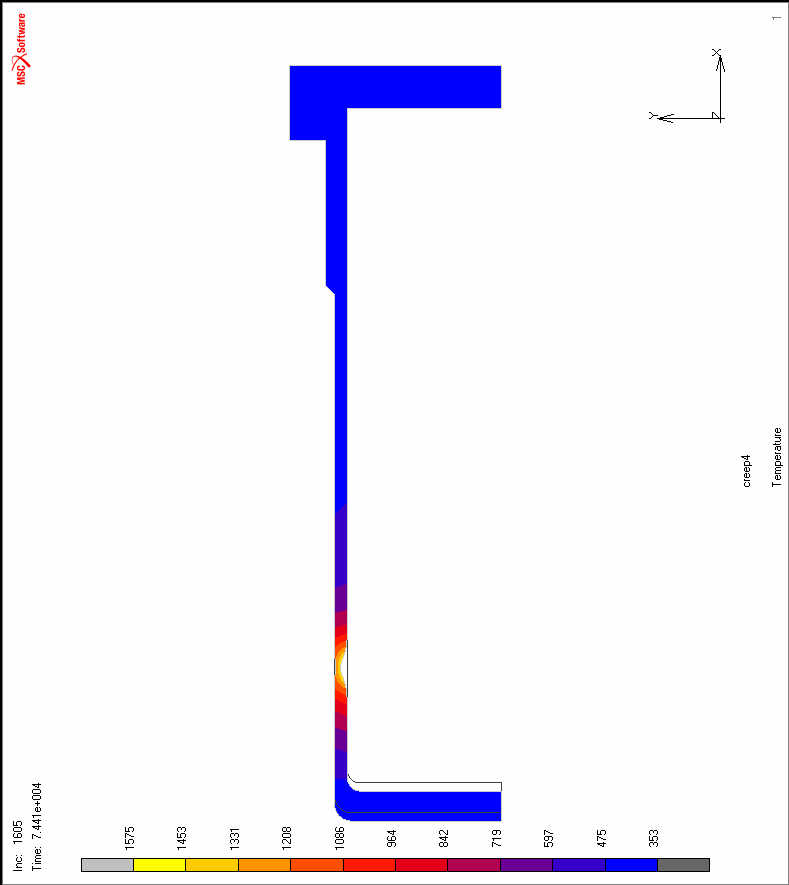 Inc: 1605
Time: 7.441e+004
MSC Software
1575
1453
1331
1208
1086
964
842
719
597
475
353
creep4
Temperature
Y
X
Z
1